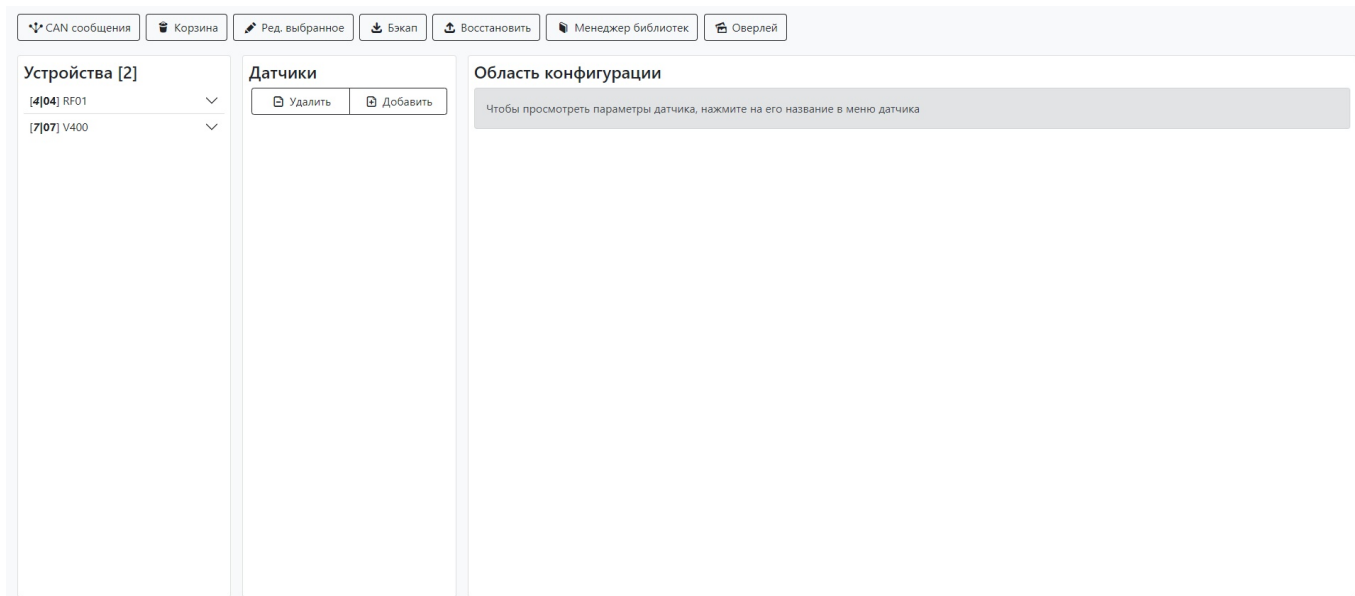 CAN сообщения Корзина Ред. выбранное Бэкап Восстановить Менеджер библиотек Оверлей
Устройства [2]
[4|04] RF01
[7|07] V400
Датчики
Удалить Добавить
Область конфигурации
Чтобы просмотреть параметры датчика, нажмите на его название в меню датчика